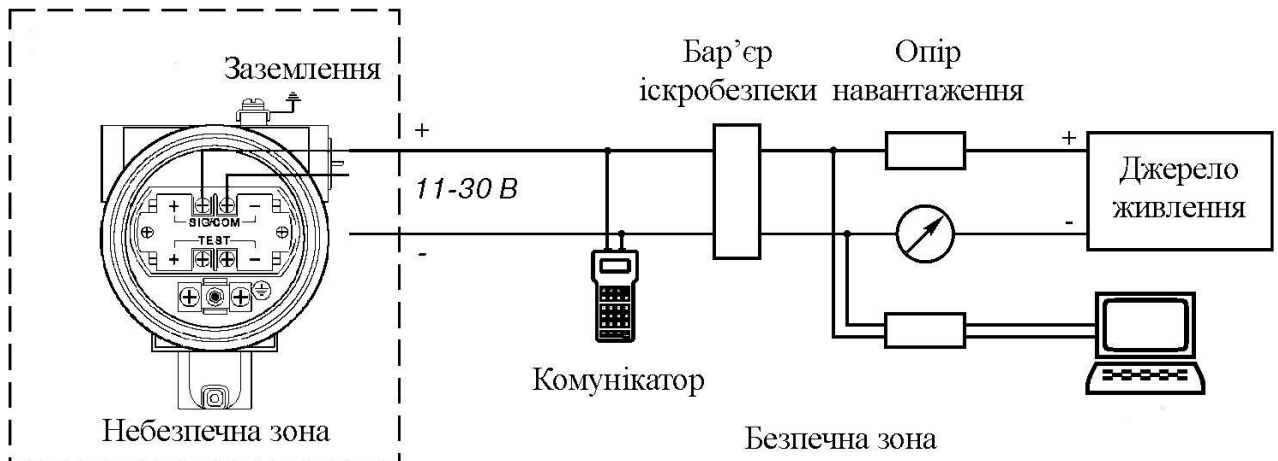 Заземлення
Бар’єр
іскробезпеки
Опір
навантаження
+
11-30 В
-
+
Джерело
живлення
-
+ SIG/COM -
TEST
+ -
Комунікатор
Небезпечна зона
Безпечна зона